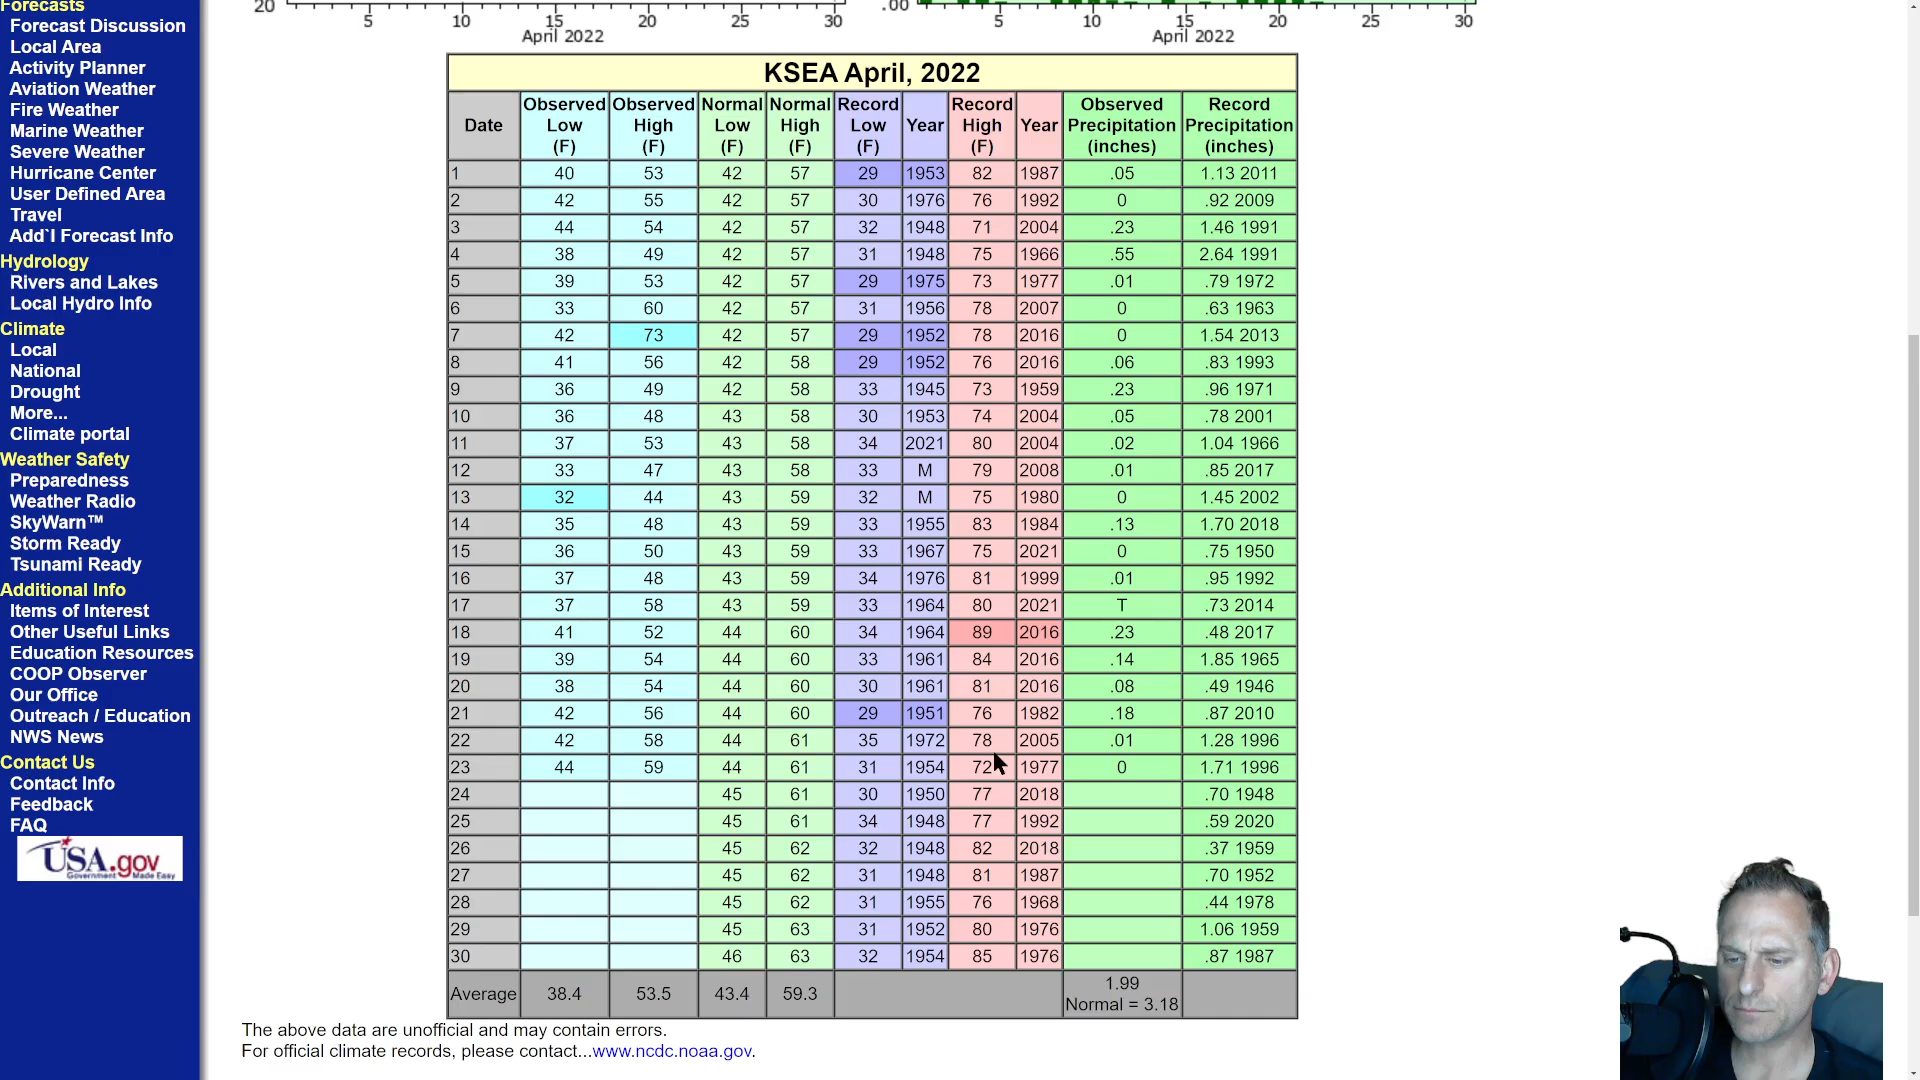 Forecasts
Forecast Discussion
Local Area
Activity Planner
Aviation Weather
Fire Weather
Marine Weather
Severe Weather
Hurricane Center
User Defined Area
Travel
Add`l Forecast Info
Hydrology
Rivers and Lakes
Local Hydro Info
Climate
Local
National
Drought
More...
Climate portal
Weather Safety
Preparedness
Weather Radio
SkyWarn™
Storm Ready
Tsunami Ready
Additional Info
Items of Interest
Other Useful Links
Education Resources
COOP Observer
Our Office
Outreach / Education
NWS News
Contact Us
Contact Info
Feedback
FAQ
USA.gov
Government Made Easy
20 .00
5 10 15 20 25 30 5 10 15 20 25 30
April 2022 April 2022
KSEA April, 2022
Date Observed Low (F) Observed High (F) Normal Low (F) Normal High (F) Record Low (F) Year Record High (F) Year Observed Precipitation (inches) Record Precipitation (inches)
1 40 53 42 57 29 1953 82 1987 .05 1.13 2011
2 42 55 42 57 30 1976 76 1992 0 .92 2009
3 44 54 42 57 32 1948 71 2004 .23 1.46 1991
4 38 49 42 57 31 1948 75 1966 .55 2.64 1991
5 39 53 42 57 29 1975 73 1977 .01 .79 1972
6 33 60 42 57 31 1956 78 2007 0 .63 1963
7 42 73 42 57 29 1952 78 2016 0 1.54 2013
8 41 56 42 58 29 1952 76 2016 .06 .83 1993
9 36 49 42 58 33 1945 73 1959 .23 .96 1971
10 36 48 43 58 30 1953 74 2004 .05 .78 2001
11 37 53 43 58 34 2021 80 2004 .02 1.04 1966
12 33 47 43 58 33 M 79 2008 .01 .85 2017
13 32 44 43 59 32 M 75 1980 0 1.45 2002
14 35 48 43 59 33 1955 83 1984 .13 1.70 2018
15 36 50 43 59 33 1967 75 2021 0 .75 1950
16 37 48 43 59 34 1976 81 1999 .01 .95 1992
17 37 58 43 59 33 1964 80 2021 T .73 2014
18 41 52 44 60 34 1964 89 2016 .23 .48 2017
19 39 54 44 60 33 1961 84 2016 .14 1.85 1965
20 38 54 44 60 30 1961 81 2016 .08 .49 1946
21 42 56 44 60 29 1951 76 1982 .18 .87 2010
22 42 58 44 61 35 1972 78 2005 .01 1.28 1996
23 44 59 44 61 31 1954 72 1977 0 1.71 1996
24 45 61 30 1950 77 2018 .70 1948
25 45 61 34 1948 77 1992 .59 2020
26 45 62 32 1948 82 2018 .37 1959
27 45 62 31 1948 81 1987 .70 1952
28 45 62 31 1955 76 1968 .44 1978
29 45 63 31 1952 80 1976 1.06 1959
30 46 63 32 1954 85 1976 .87 1987
Average 38.4 53.5 43.4 59.3 1.99
Normal = 3.18
The above data are unofficial and may contain errors.
For official climate records, please contact...www.ncdc.noaa.gov.